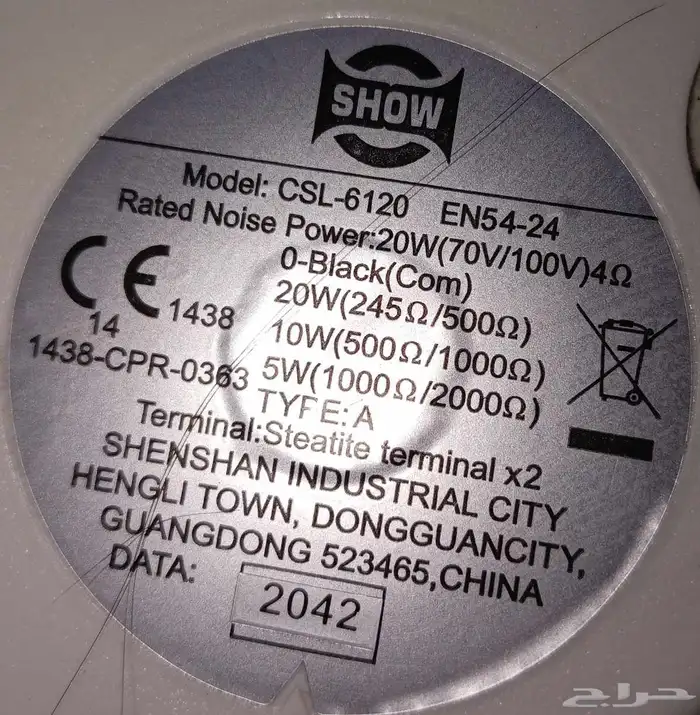 SHOW
Model: CSL-6120 EN54-24
Rated Noise Power:20W(70V/100V)4Ω
0-Black(Com)
20W(245Ω/500Ω)
10W(500Ω/1000Ω)
5W(1000Ω/2000Ω)
CE 1438
14
1438-CPR-0363
TYPE: A
Terminal:Steatite terminal x2
SHENSHAN INDUSTRIAL CITY
HENGLI TOWN, DONGGUANCITY,
GUANGDONG 523465,CHINA
DATA: 2042
حراج